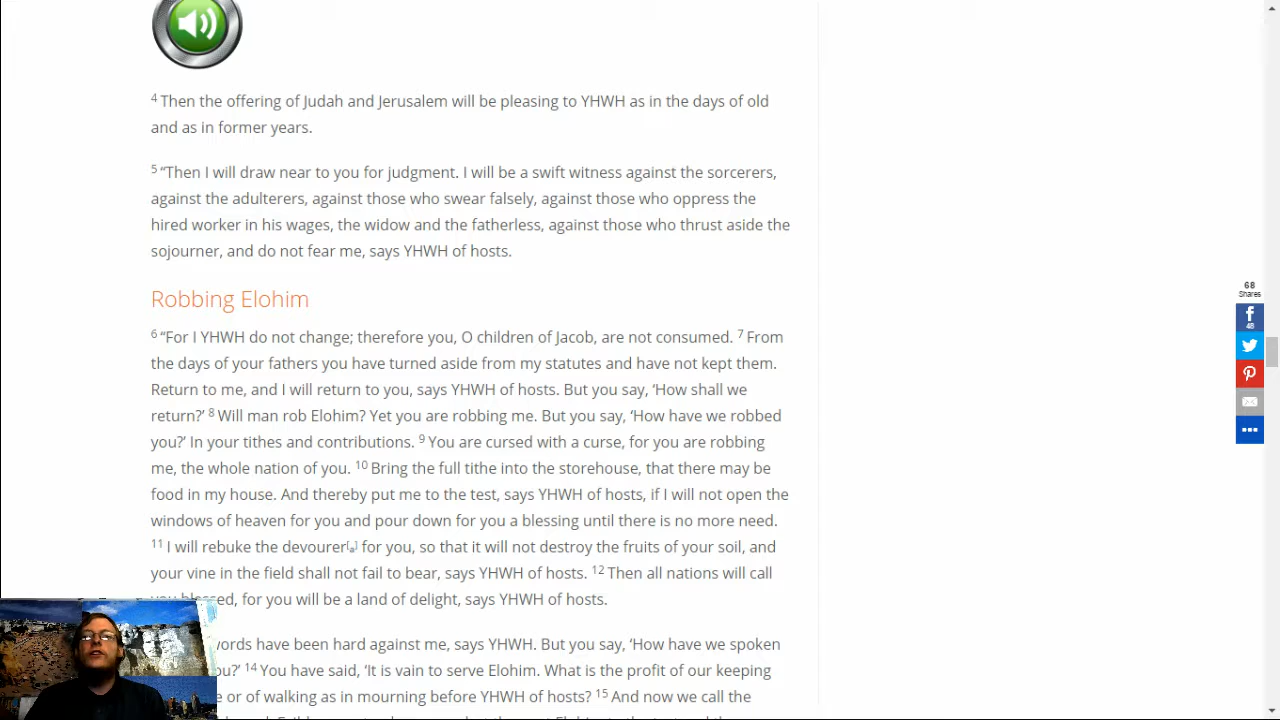 4 Then the offering of Judah and Jerusalem will be pleasing to YHWH as in the days of old
and as in former years.
5 “Then I will draw near to you for judgment. I will be a swift witness against the sorcerers,
against the adulterers, against those who swear falsely, against those who oppress the
hired worker in his wages, the widow and the fatherless, against those who thrust aside the
sojourner, and do not fear me, says YHWH of hosts.
Robbing Elohim
6 “For I YHWH do not change; therefore you, O children of Jacob, are not consumed. 7 From
the days of your fathers you have turned aside from my statutes and have not kept them.
Return to me, and I will return to you, says YHWH of hosts. But you say, ‘How shall we
return?’ 8 Will man rob Elohim? Yet you are robbing me. But you say, ‘How have we robbed
you?’ In your tithes and contributions. 9 You are cursed with a curse, for you are robbing
me, the whole nation of you. 10 Bring the full tithe into the storehouse, that there may be
food in my house. And thereby put me to the test, says YHWH of hosts, if I will not open the
windows of heaven for you and pour down for you a blessing until there is no more need.
11 I will rebuke the devourer[a] for you, so that it will not destroy the fruits of your soil, and
your vine in the field shall not fail to bear, says YHWH of hosts. 12 Then all nations will call
you blessed, for you will be a land of delight, says YHWH of hosts.
words have been hard against me, says YHWH. But you say, ‘How have we spoken
14 You have said, ‘It is vain to serve Elohim. What is the profit of our keeping
or of walking as in mourning before YHWH of hosts? 15 And now we call the
68
Shares
48